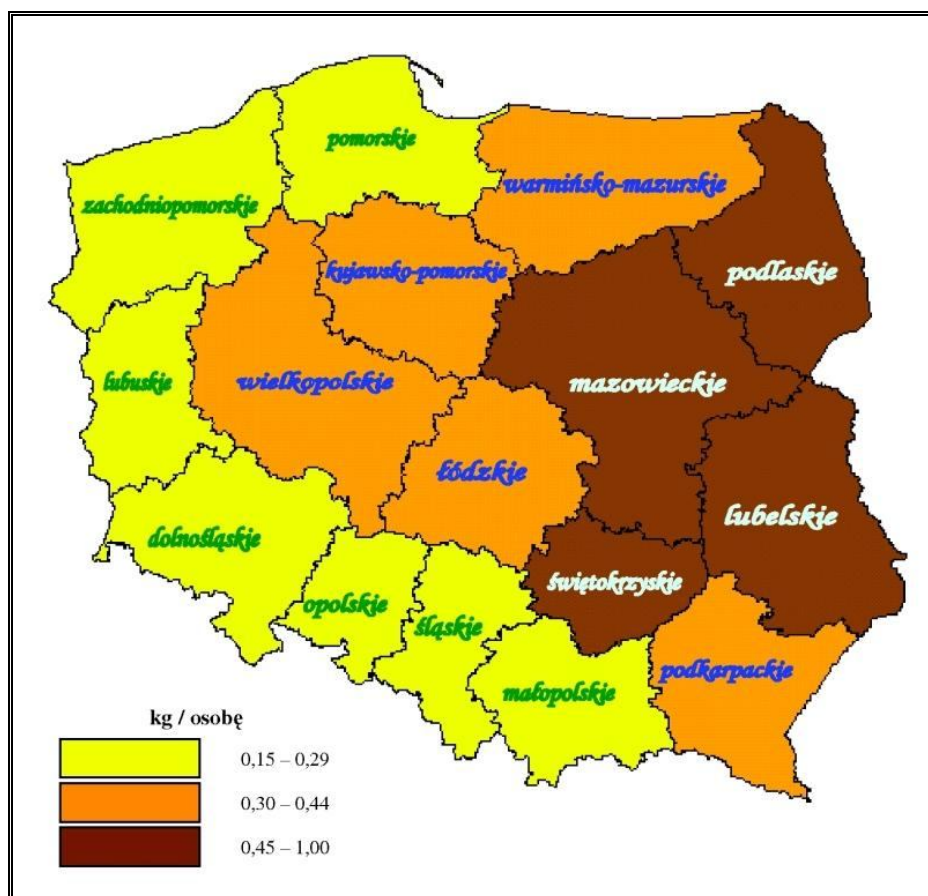 pomorskie
warmińsko-mazurskie
zachodniopomorskie
kujawsko-pomorskie
podlaskie
lubuskie
wielkopolskie
mazowieckie
łódzkie
lubelskie
dolnośląskie
świętokrzyskie
opolskie
śląskie
podkarpackie
małopolskie
kg / osobę
0,15 – 0,29
0,30 – 0,44
0,45 – 1,00